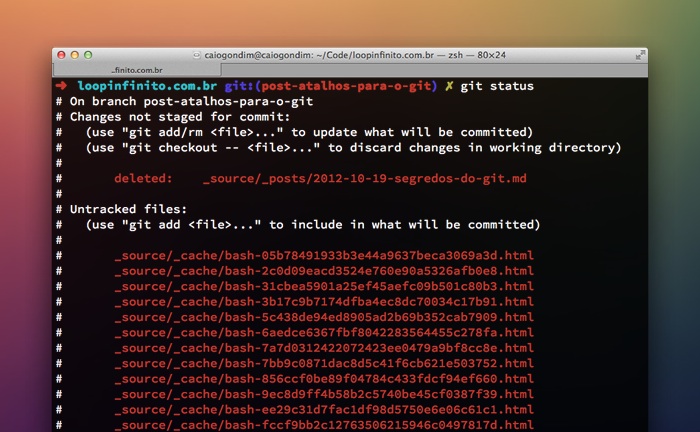 caiogondim@caiogondim: ~/Code/loopinfinito.com.br — zsh — 80×24
..finito.com.br
➜ loopinfinito.com.br git:(post-atalhos-para-o-git) ✗ git status
# On branch post-atalhos-para-o-git
# Changes not staged for commit:
#   (use "git add/rm <file>..." to update what will be committed)
#   (use "git checkout -- <file>..." to discard changes in working directory)
#
#       deleted:    _source/_posts/2012-10-19-segredos-do-git.md
#
# Untracked files:
#   (use "git add <file>..." to include in what will be committed)
#
#       _source/_cache/bash-05b78491933b3e44a9637beca3069a3d.html
#       _source/_cache/bash-2c0d09eacd3524e760e90a5326afb0e8.html
#       _source/_cache/bash-31cbea5901a25ef45aefc09b501c80b3.html
#       _source/_cache/bash-3b17c9b7174dfba4ec8dc70034c17b91.html
#       _source/_cache/bash-5c438de94ed8905ad2b69b352cab7909.html
#       _source/_cache/bash-6aedce6367fbf8042283564455c278fa.html
#       _source/_cache/bash-7a7d0312422072423ee0479a9bf8cc8e.html
#       _source/_cache/bash-7bb9c0871dac8d5c41f6cb621e503752.html
#       _source/_cache/bash-856ccf0be89f04784c433fdcf94ef660.html
#       _source/_cache/bash-9ec8d9ff4b58b2c5740be45cf0387f39.html
#       _source/_cache/bash-ee29c31d7fac1df98d5750e6e06c61c1.html
#       _source/_cache/bash-fccf9bb2c12763506215946c0497817d.html